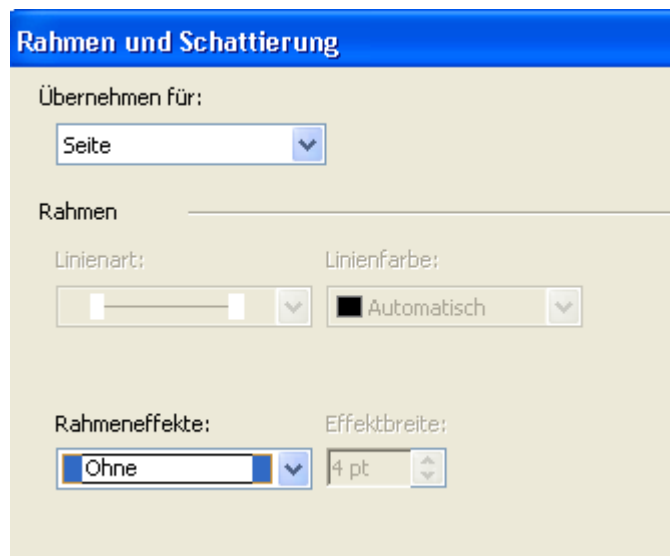 Rahmen und Schattierung
Übernehmen für:
Seite
Rahmen
Linienart: Linienfarbe:
Automatisch
Rahmeneffekte: Effektbreite:
Ohne 4 pt